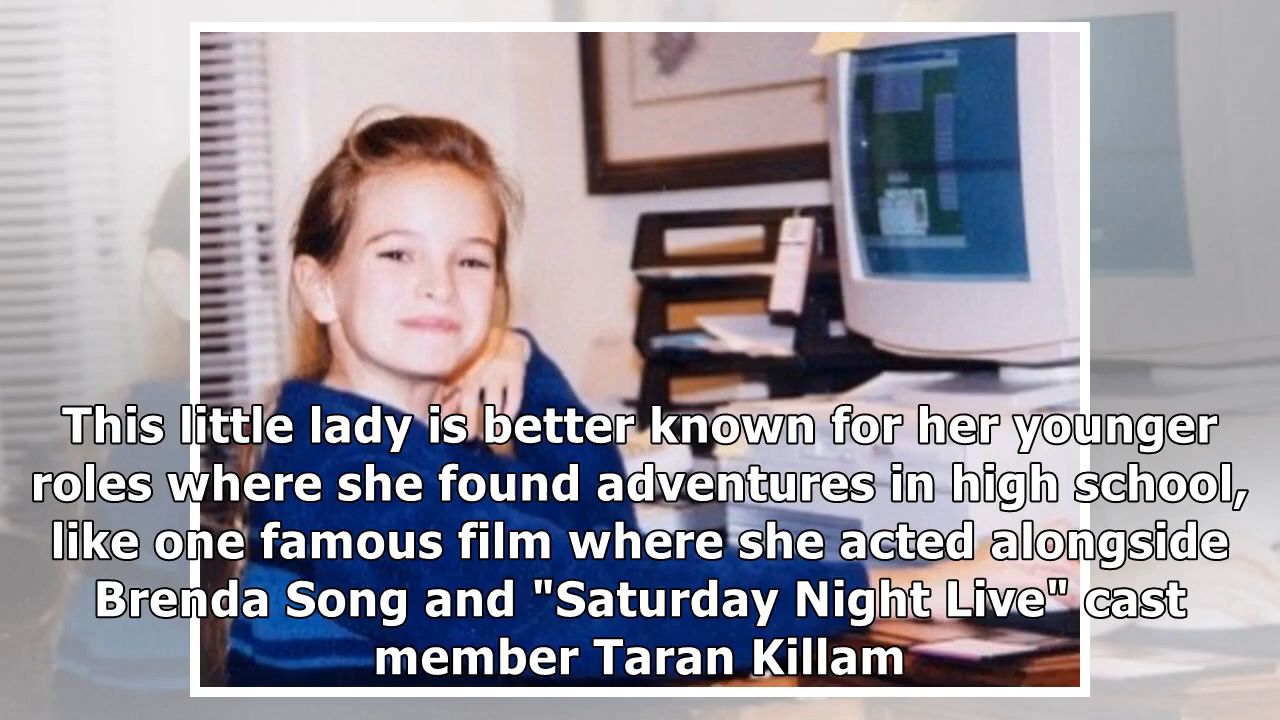 This little lady is better known for her younger
roles where she found adventures in high school,
like one famous film where she acted alongside
Brenda Song and "Saturday Night Live" cast
member Taran Killam